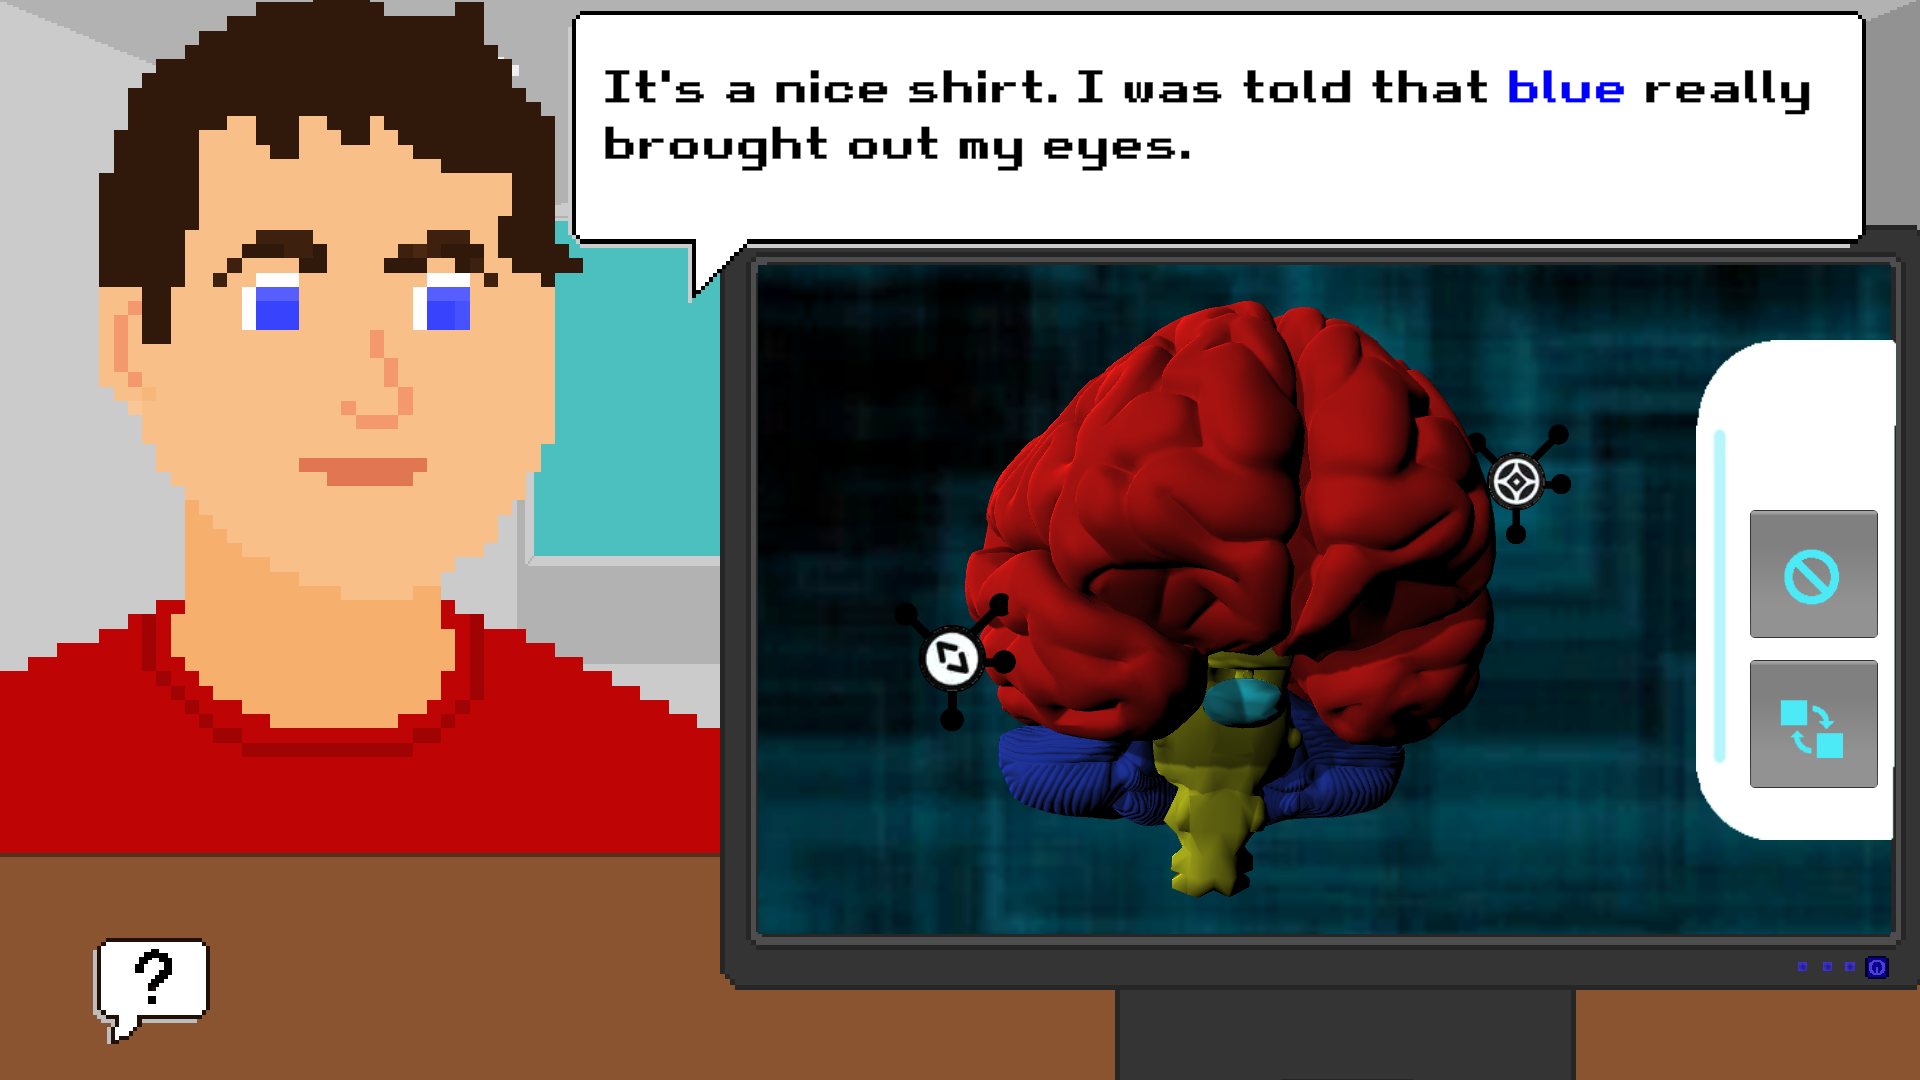 It's a nice shirt. I was told that blue really
brought out my eyes.
?